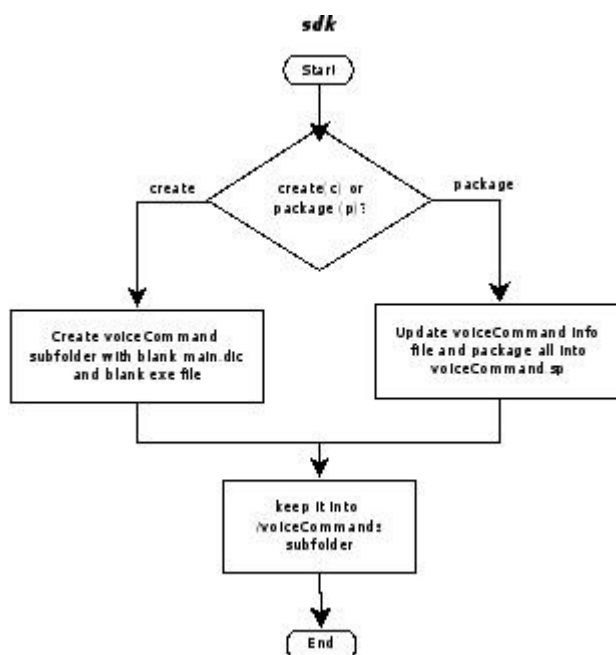 sdk
Start
create(c) or
package (p)?
create
package
Create voiceCommand
subfolder with blank main.dic
and blank exe file
Update voiceCommand info
file and package all into
voiceCommand.sp
keep it into
/voiceCommands
subfolder
End